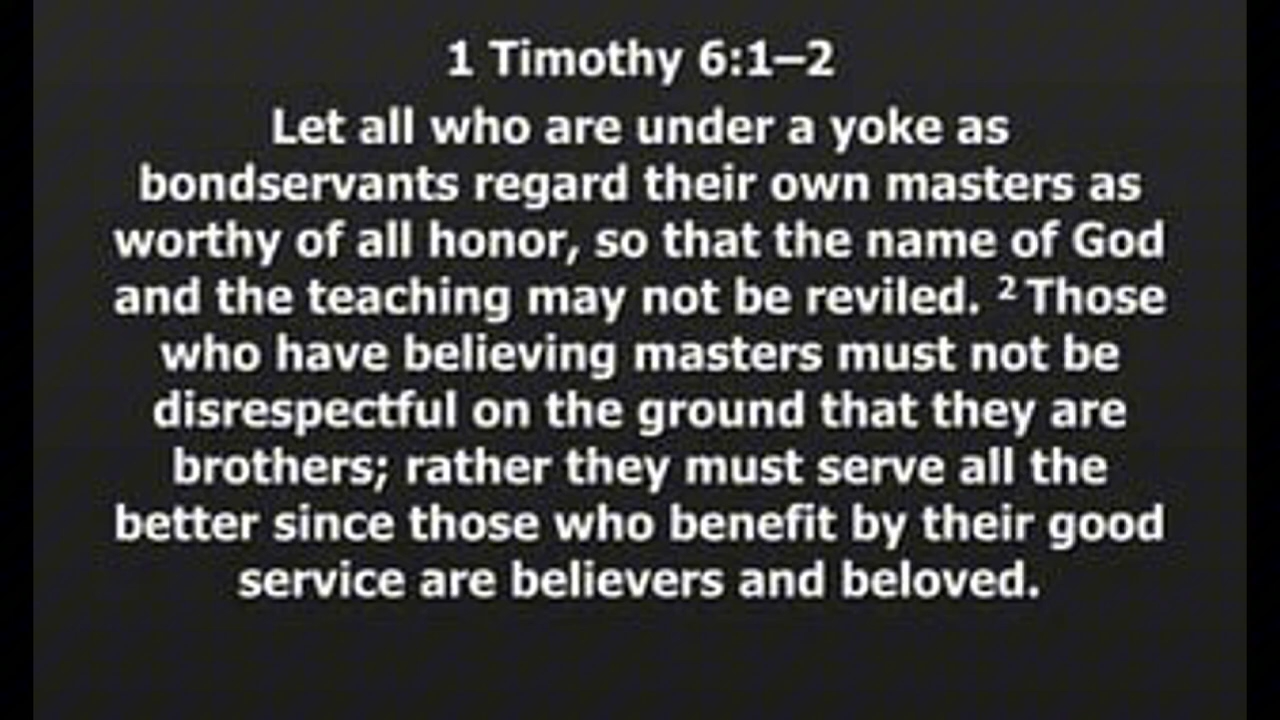 1 Timothy 6:1–2
Let all who are under a yoke as
bondservants regard their own masters as
worthy of all honor, so that the name of God
and the teaching may not be reviled. ² Those
who have believing masters must not be
disrespectful on the ground that they are
brothers; rather they must serve all the
better since those who benefit by their good
service are believers and beloved.